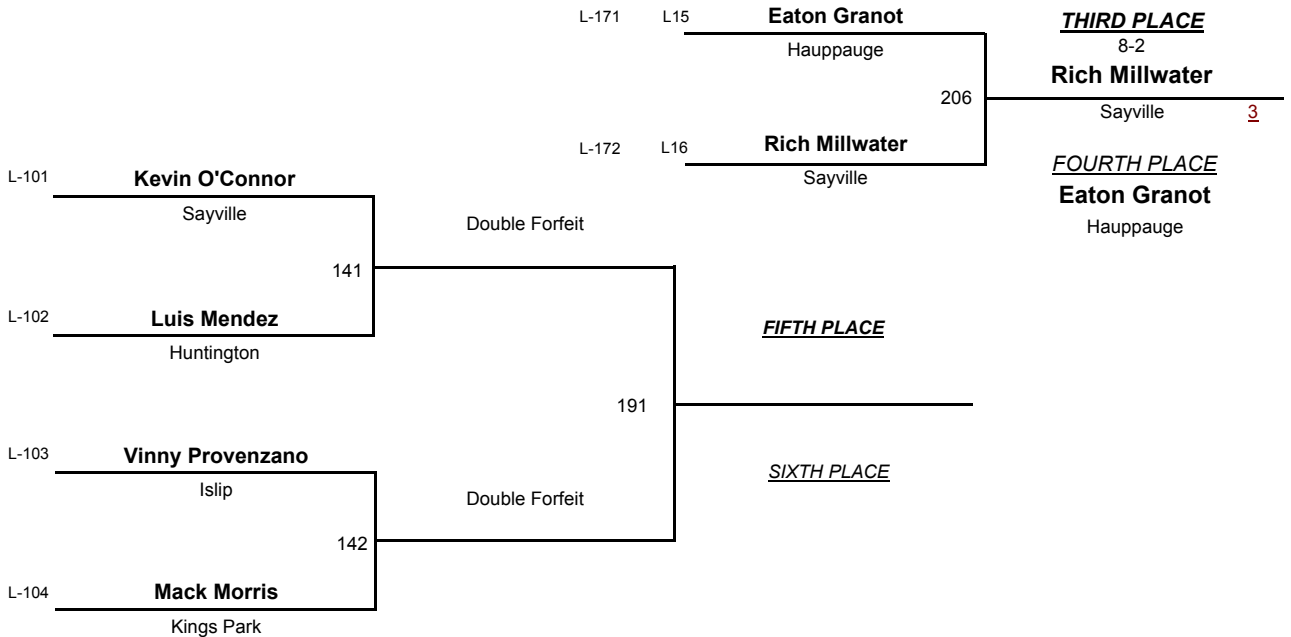 L-171 L15 Eaton Granot THIRD PLACE
Hauppauge 8-2
Rich Millwater
206
Sayville 3
L-172 L16 Rich Millwater
Sayville
FOURTH PLACE
Eaton Granot
Hauppauge
L-101 Kevin O'Connor
Sayville
Double Forfeit
141
L-102 Luis Mendez
Huntington
FIFTH PLACE
191
L-103 Vinny Provenzano
Islip
SIXTH PLACE
Double Forfeit
142
L-104 Mack Morris
Kings Park